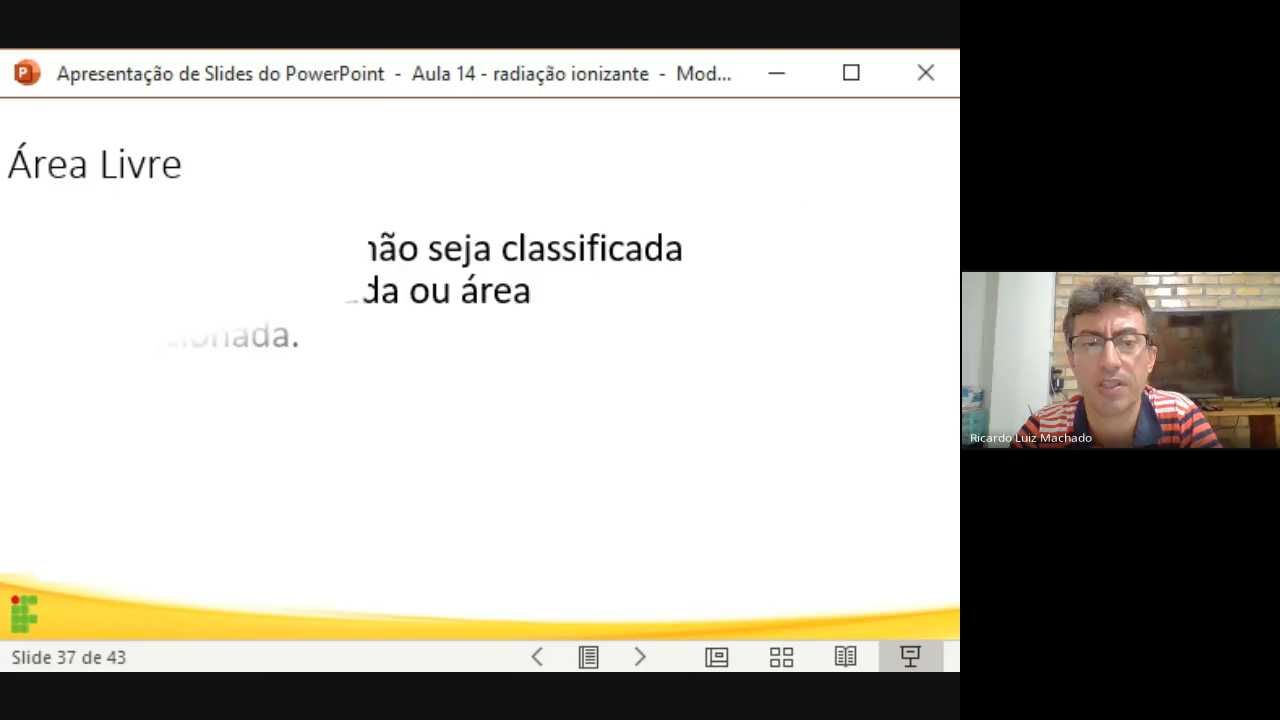 Apresentação de Slides do PowerPoint - Aula 14 - radiação ionizante - Mod...
Área Livre
não seja classificada
ou área
Slide 37 de 43
Ricardo Luiz Machado